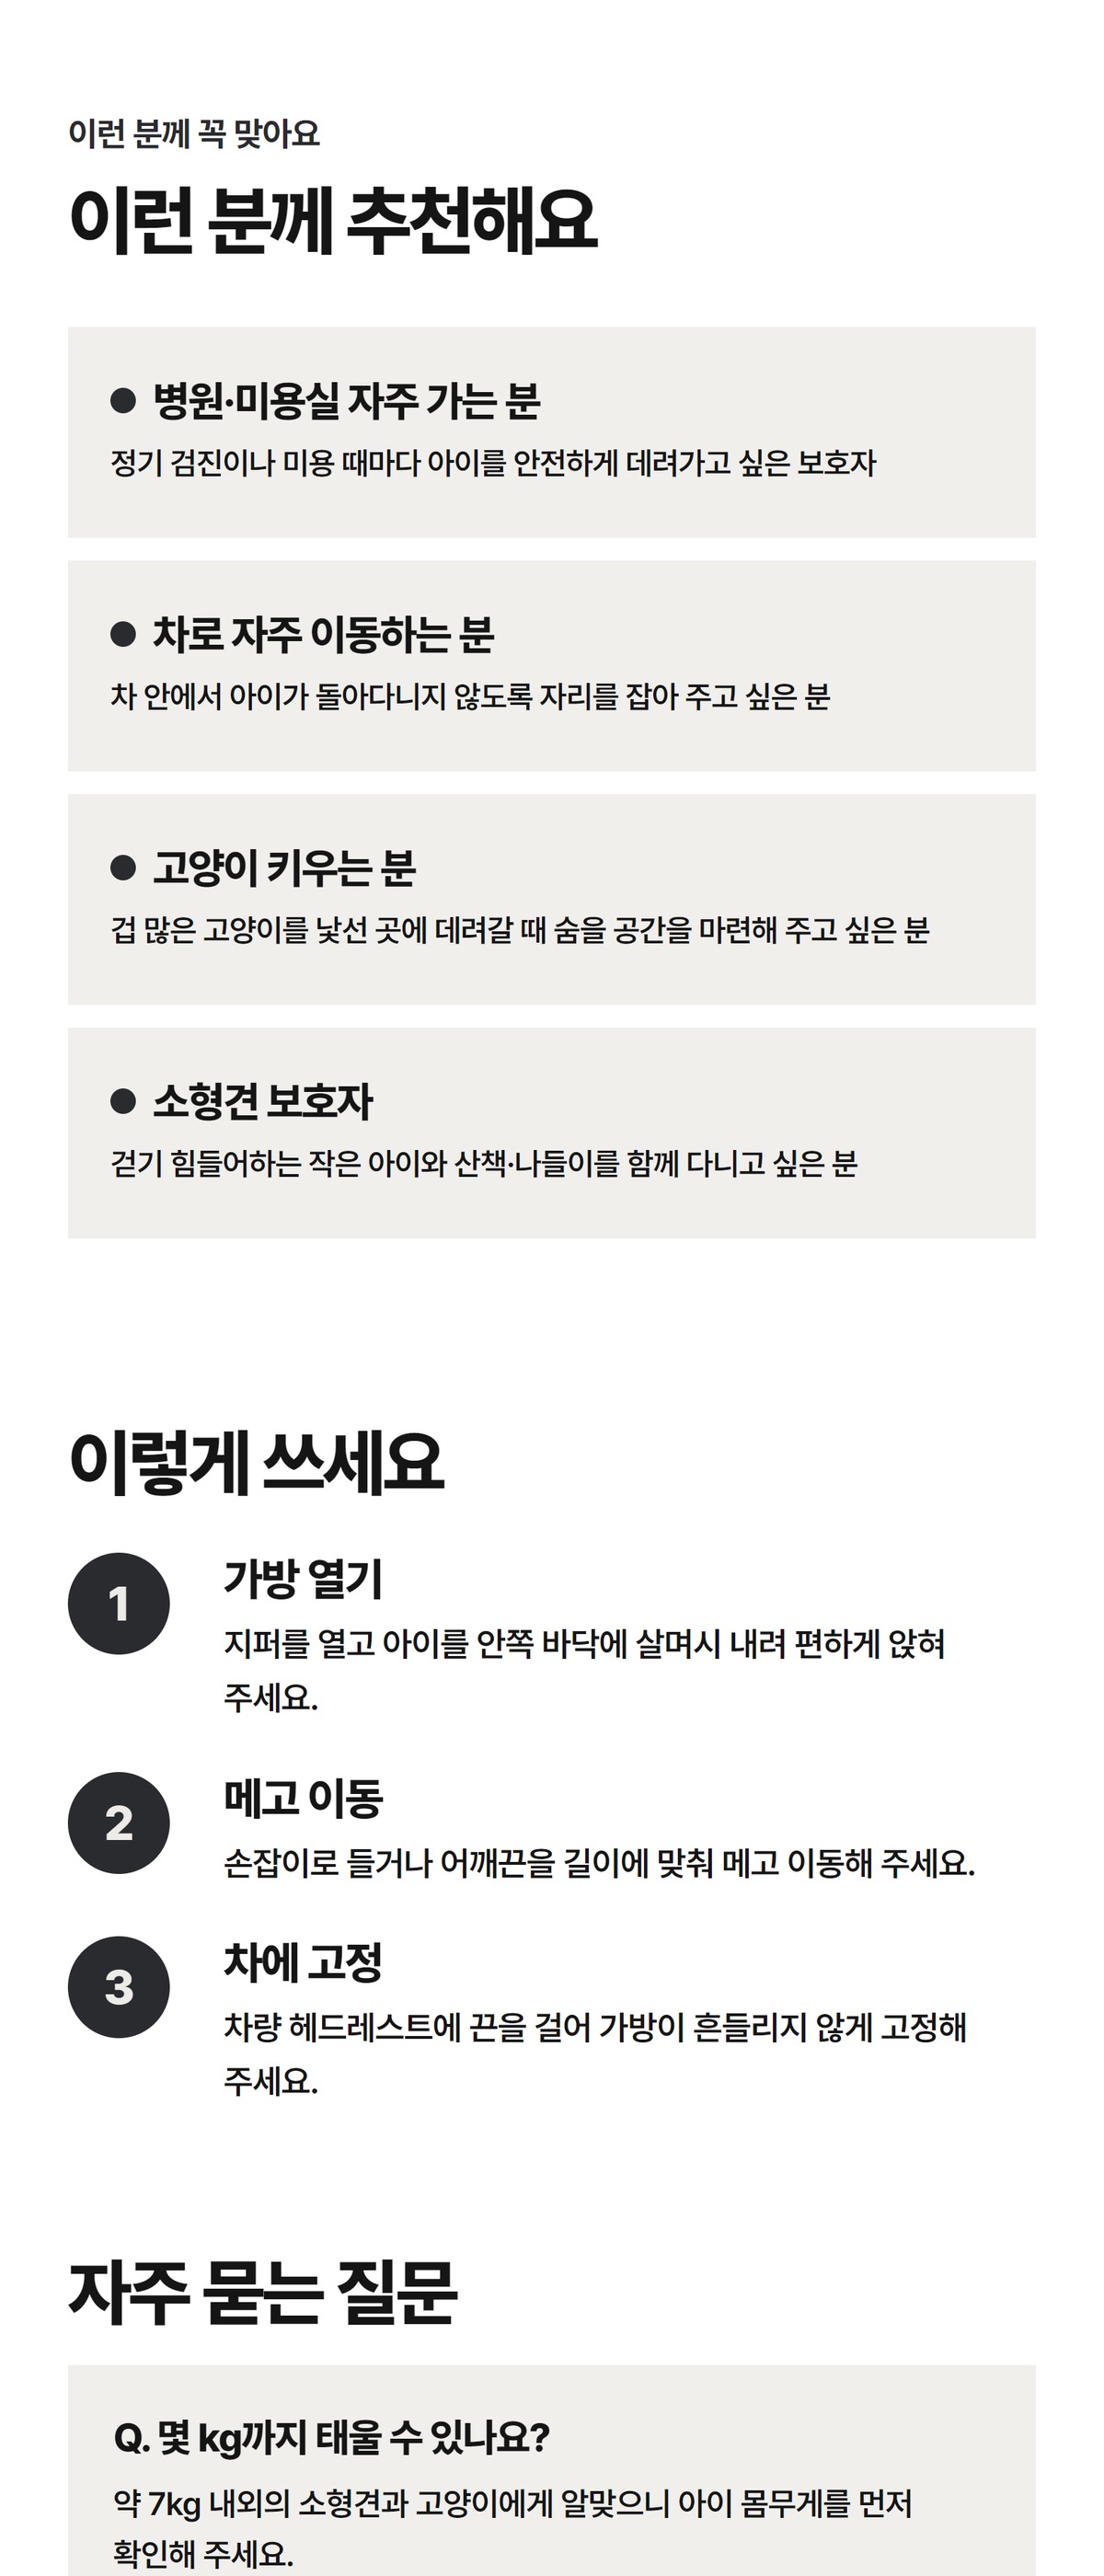 이런 분께 꼭 맞아요
이런 분께 추천해요
병원·미용실 자주 가는 분
정기 검진이나 미용 때마다 아이를 안전하게 데려가고 싶은 보호자
차로 자주 이동하는 분
차 안에서 아이가 돌아다니지 않도록 자리를 잡아 주고 싶은 분
고양이 키우는 분
겁 많은 고양이를 낯선 곳에 데려갈 때 숨을 공간을 마련해 주고 싶은 분
소형견 보호자
걷기 힘들어하는 작은 아이와 산책·나들이를 함께 다니고 싶은 분
이렇게 쓰세요
1
가방 열기
지퍼를 열고 아이를 안쪽 바닥에 살며시 내려 편하게 앉혀
주세요.
2
메고 이동
손잡이로 들거나 어깨끈을 길이에 맞춰 메고 이동해 주세요.
3
차에 고정
차량 헤드레스트에 끈을 걸어 가방이 흔들리지 않게 고정해
주세요.
자주 묻는 질문
Q. 몇 kg까지 태울 수 있나요?
약 7kg 내외의 소형견과 고양이에게 알맞으니 아이 몸무게를 먼저
확인해 주세요.